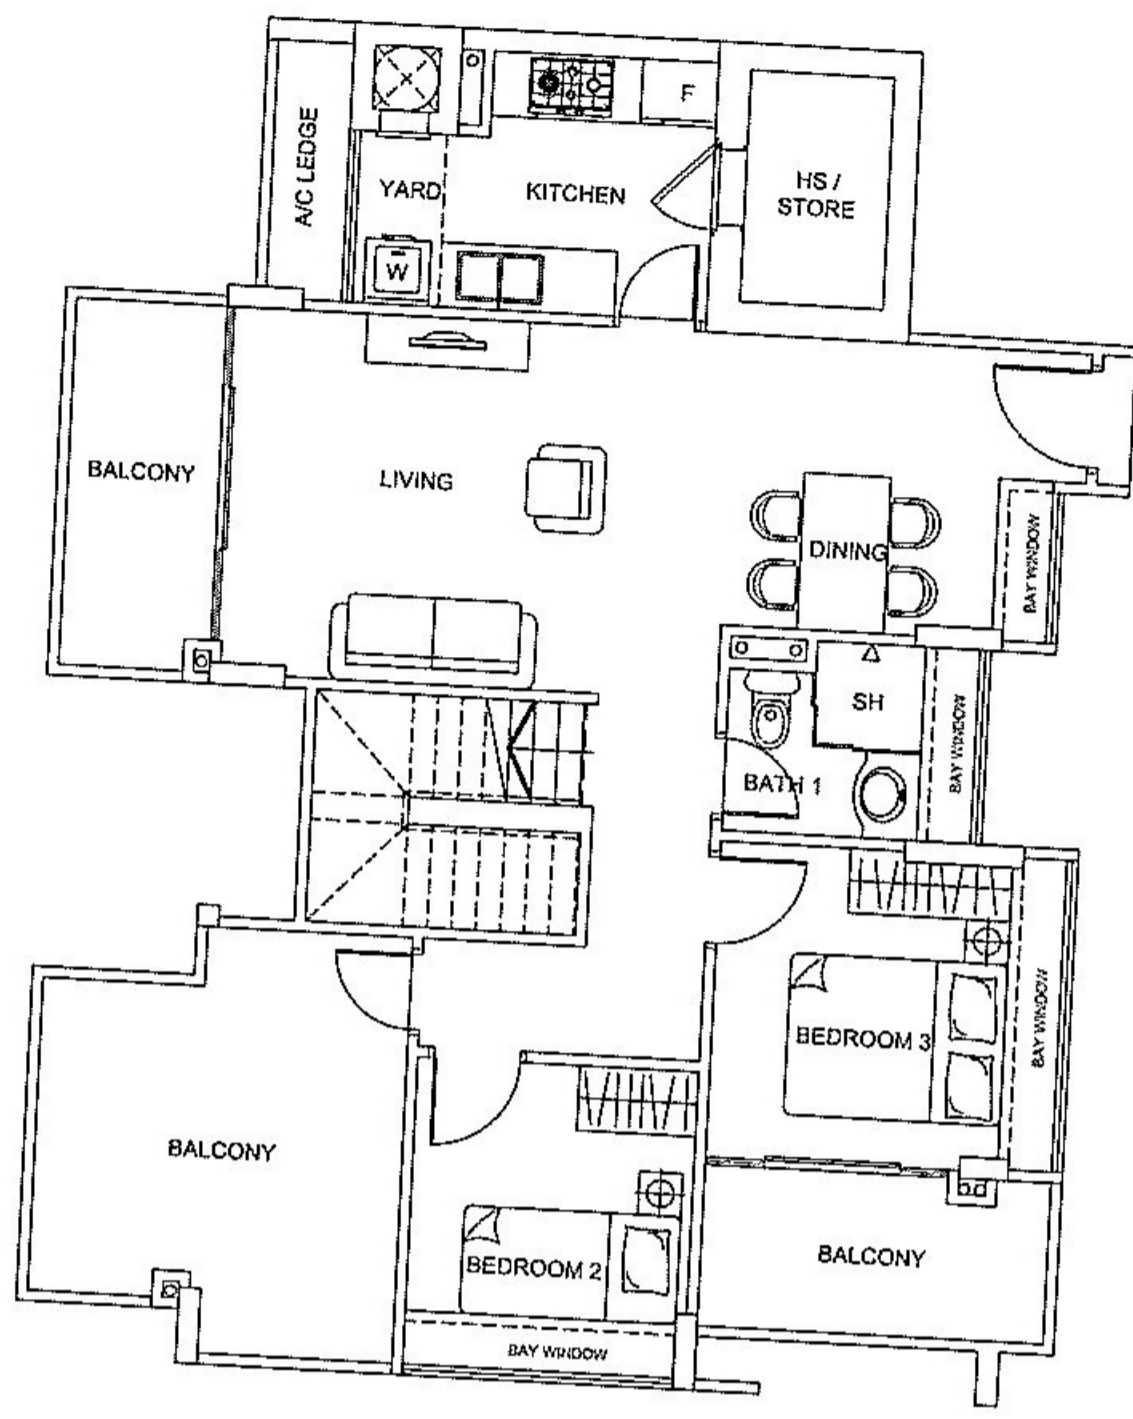 F
A/C LEDGE
YARD
KITCHEN
HS /
STORE
W
BALCONY
LIVING
DINING
BAY WINDOW
SH
BAY WINDOW
BATH 1
BEDROOM 3
BAY WINDOW
BALCONY
BEDROOM 2
BALCONY
BAY WINDOW